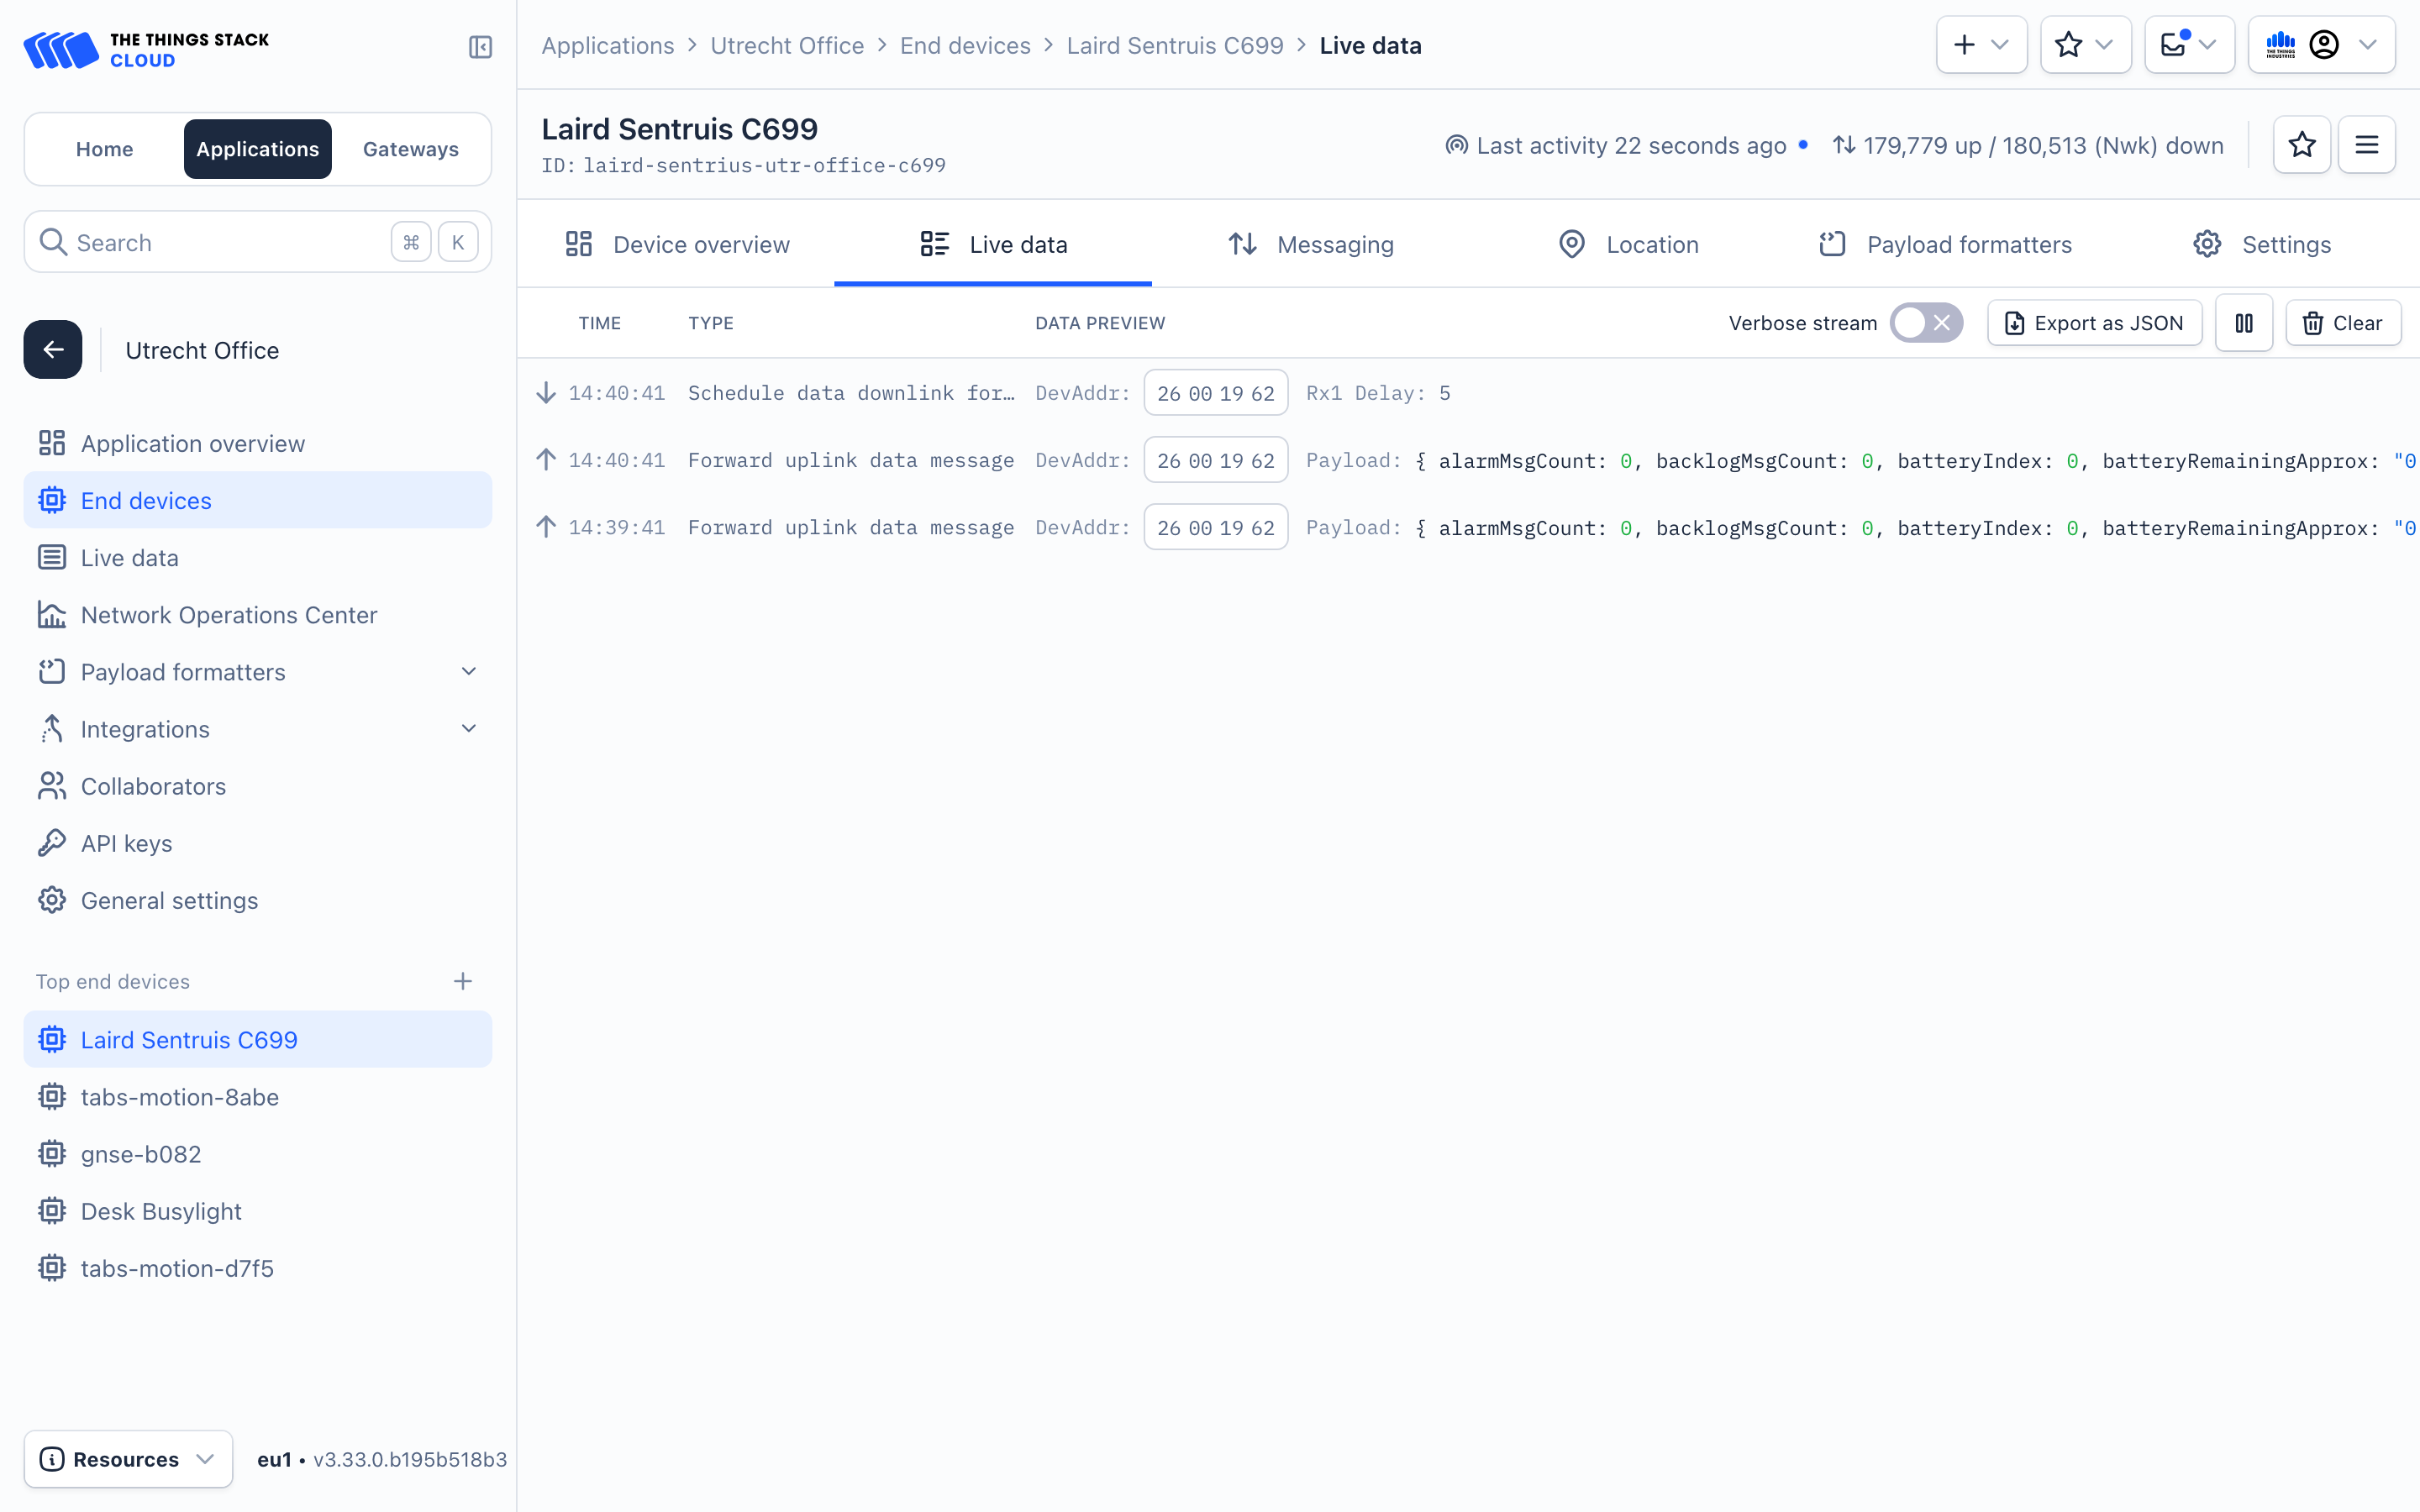 THE THINGS STACK
CLOUD
Home Applications Gateways
Search ⌘ K
Utrecht Office
Application overview
End devices
Live data
Network Operations Center
Payload formatters
Integrations
Collaborators
API keys
General settings
Top end devices
Laird Sentruis C699
tabs-motion-8abe
gnse-b082
Desk Busylight
tabs-motion-d7f5
Resources eu1 • v3.33.0.b195b518b3
Applications > Utrecht Office > End devices > Laird Sentruis C699 > Live data
THE THINGS
INDUSTRIES
Laird Sentruis C699
ID: laird-sentrius-utr-office-c699
Last activity 22 seconds ago • 179,779 up / 180,513 (Nwk) down
Device overview Live data Messaging Location Payload formatters Settings
TIME TYPE DATA PREVIEW Verbose stream Export as JSON Clear
14:40:41 Schedule data downlink for… DevAddr: 26 00 19 62 Rx1 Delay: 5
14:40:41 Forward uplink data message DevAddr: 26 00 19 62 Payload: { alarmMsgCount: 0, backlogMsgCount: 0, batteryIndex: 0, batteryRemainingApprox: "0
14:39:41 Forward uplink data message DevAddr: 26 00 19 62 Payload: { alarmMsgCount: 0, backlogMsgCount: 0, batteryIndex: 0, batteryRemainingApprox: "0